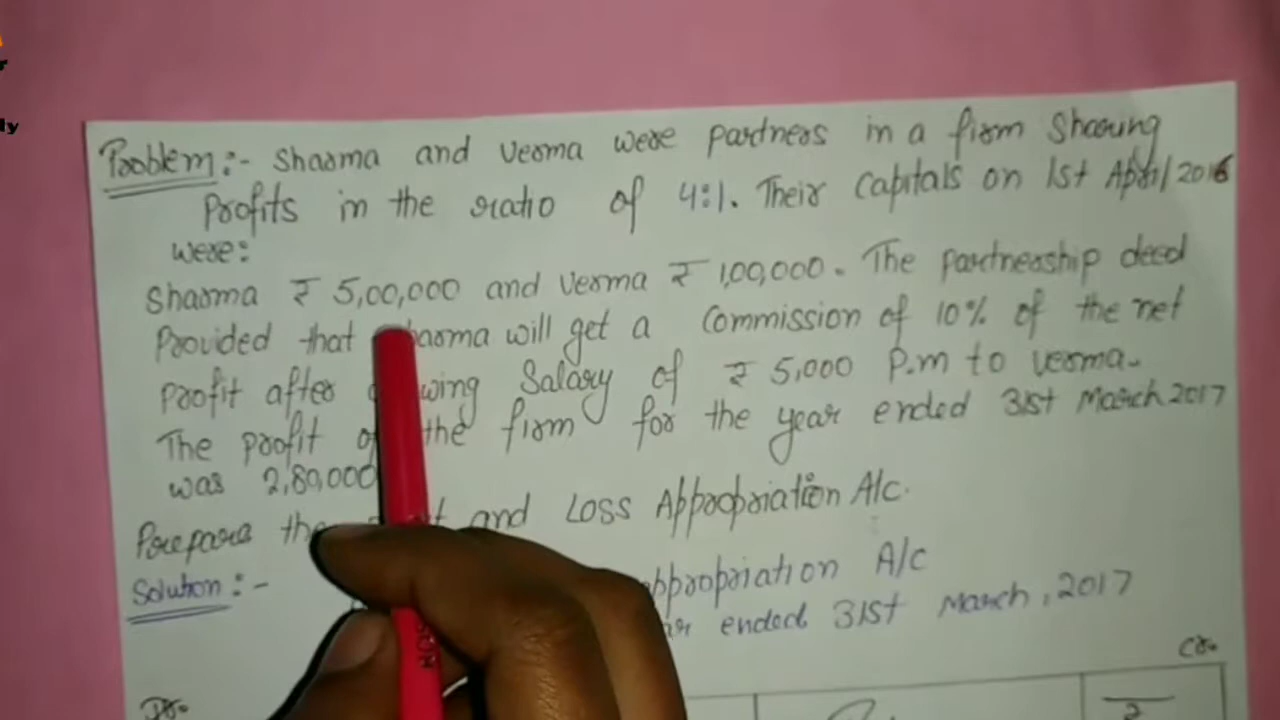 r
ly
Problem:- Sharma and Verma were partners in a firm Sharing
Profits in the ratio of 4:1. Their Capitals on 1st April 2016
were:
Sharma ₹ 5,00,000 and Verma ₹ 1,00,000. The partnership deed
Provided that Sharma will get a Commission of 10% of the net
Profit after Salary of ₹ 5,000 P.m to Verma.
The profit of the firm for the year ended 31st March 2017
was 2,80,000
Prepare the and Loss Appropriation A/c.
Solution:- Appropriation A/c
ended 31st March, 2017
Cr.
Dr.
₹